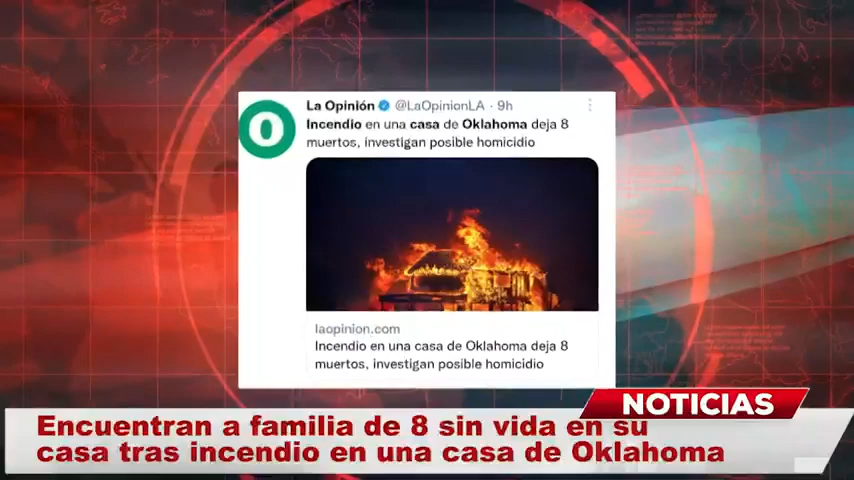 La Opinión @LaOpinionLA · 9h
Incendio en una casa de Oklahoma deja 8
muertos, investigan posible homicidio
laopinion.com
Incendio en una casa de Oklahoma deja 8
muertos, investigan posible homicidio
NOTICIAS
Encuentran a familia de 8 sin vida en su
casa tras incendio en una casa de Oklahoma